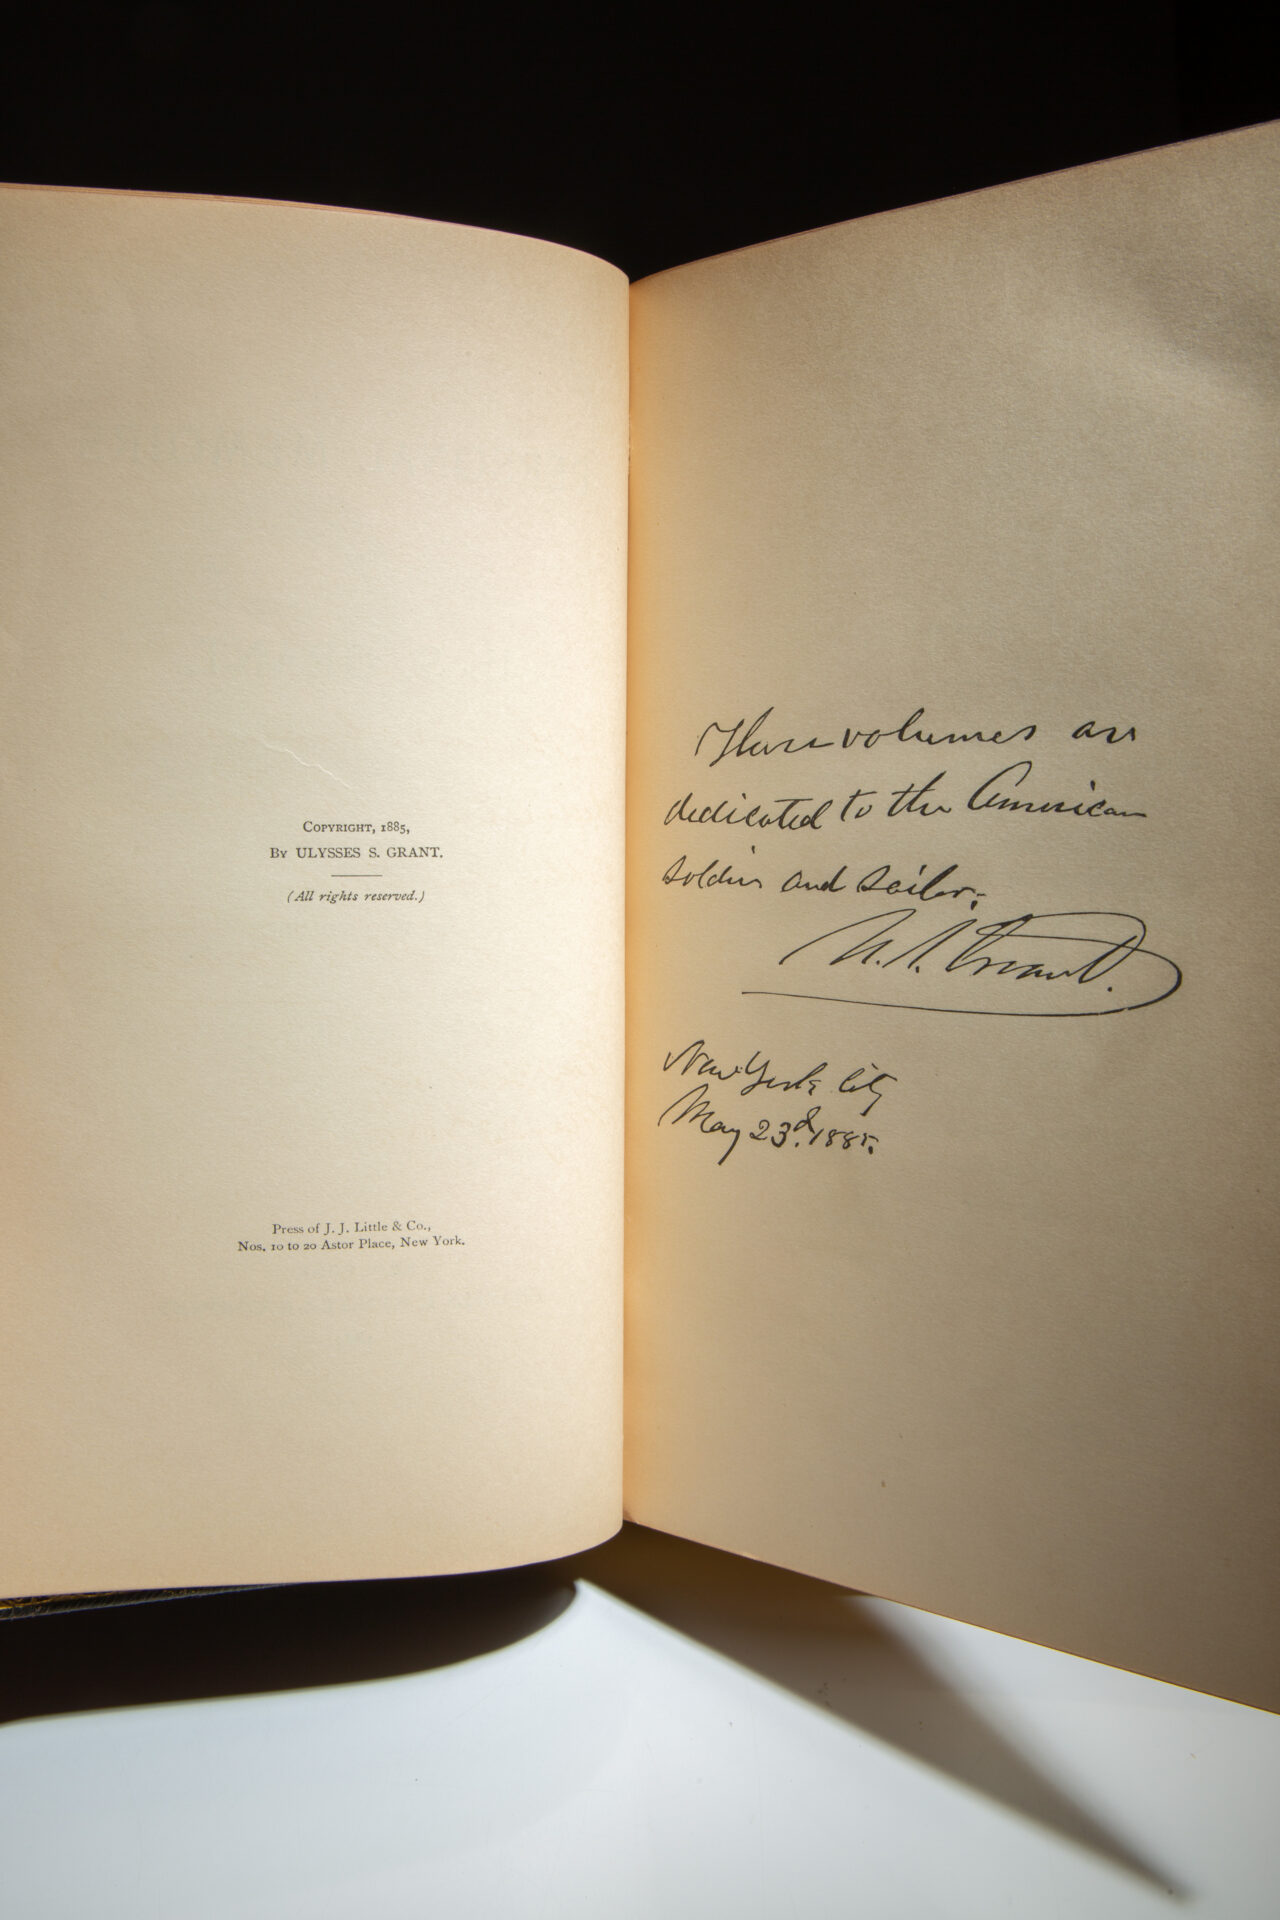 COPYRIGHT, 1885,
BY ULYSSES S. GRANT.
(All rights reserved.)
Press of J. J. Little & Co.,
Nos. 10 to 20 Astor Place, New York.
These volumes are
dedicated to the American
soldier and sailor.
U. S. Grant.
New York City
May 23d. 1885.